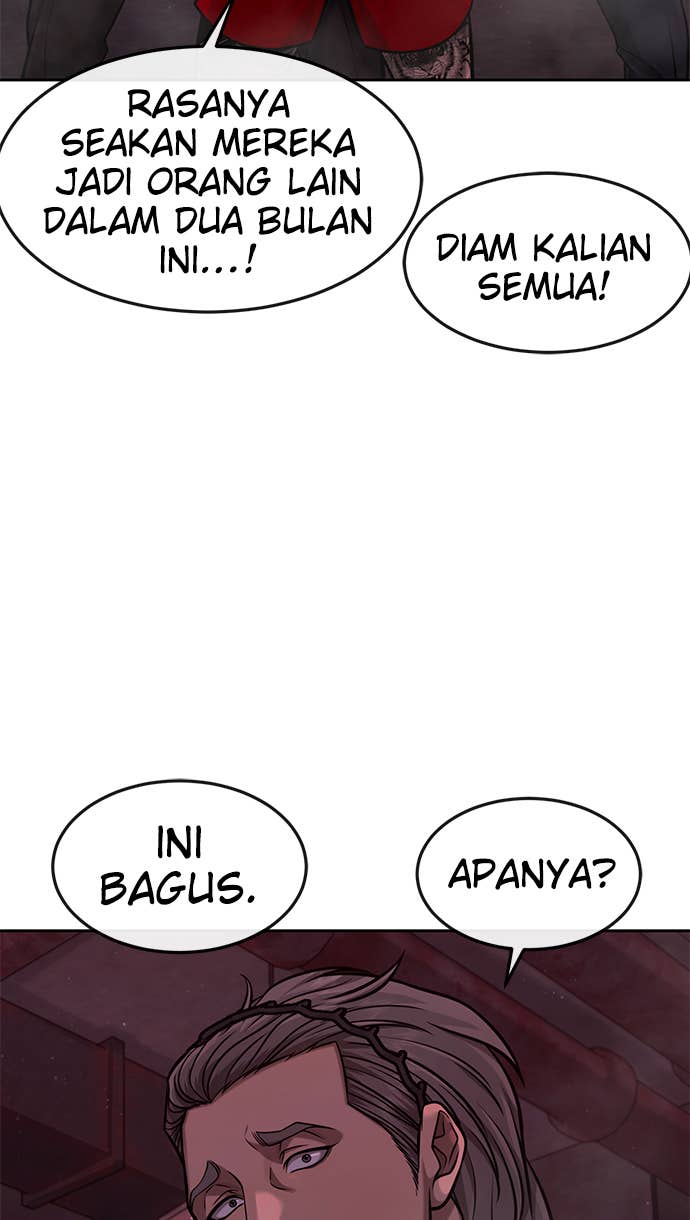 RASANYA
SEAKAN MEREKA
JADI ORANG LAIN
DALAM DUA BULAN
INI...!
DIAM KALIAN
SEMUA!
INI
BAGUS.
APANYA?